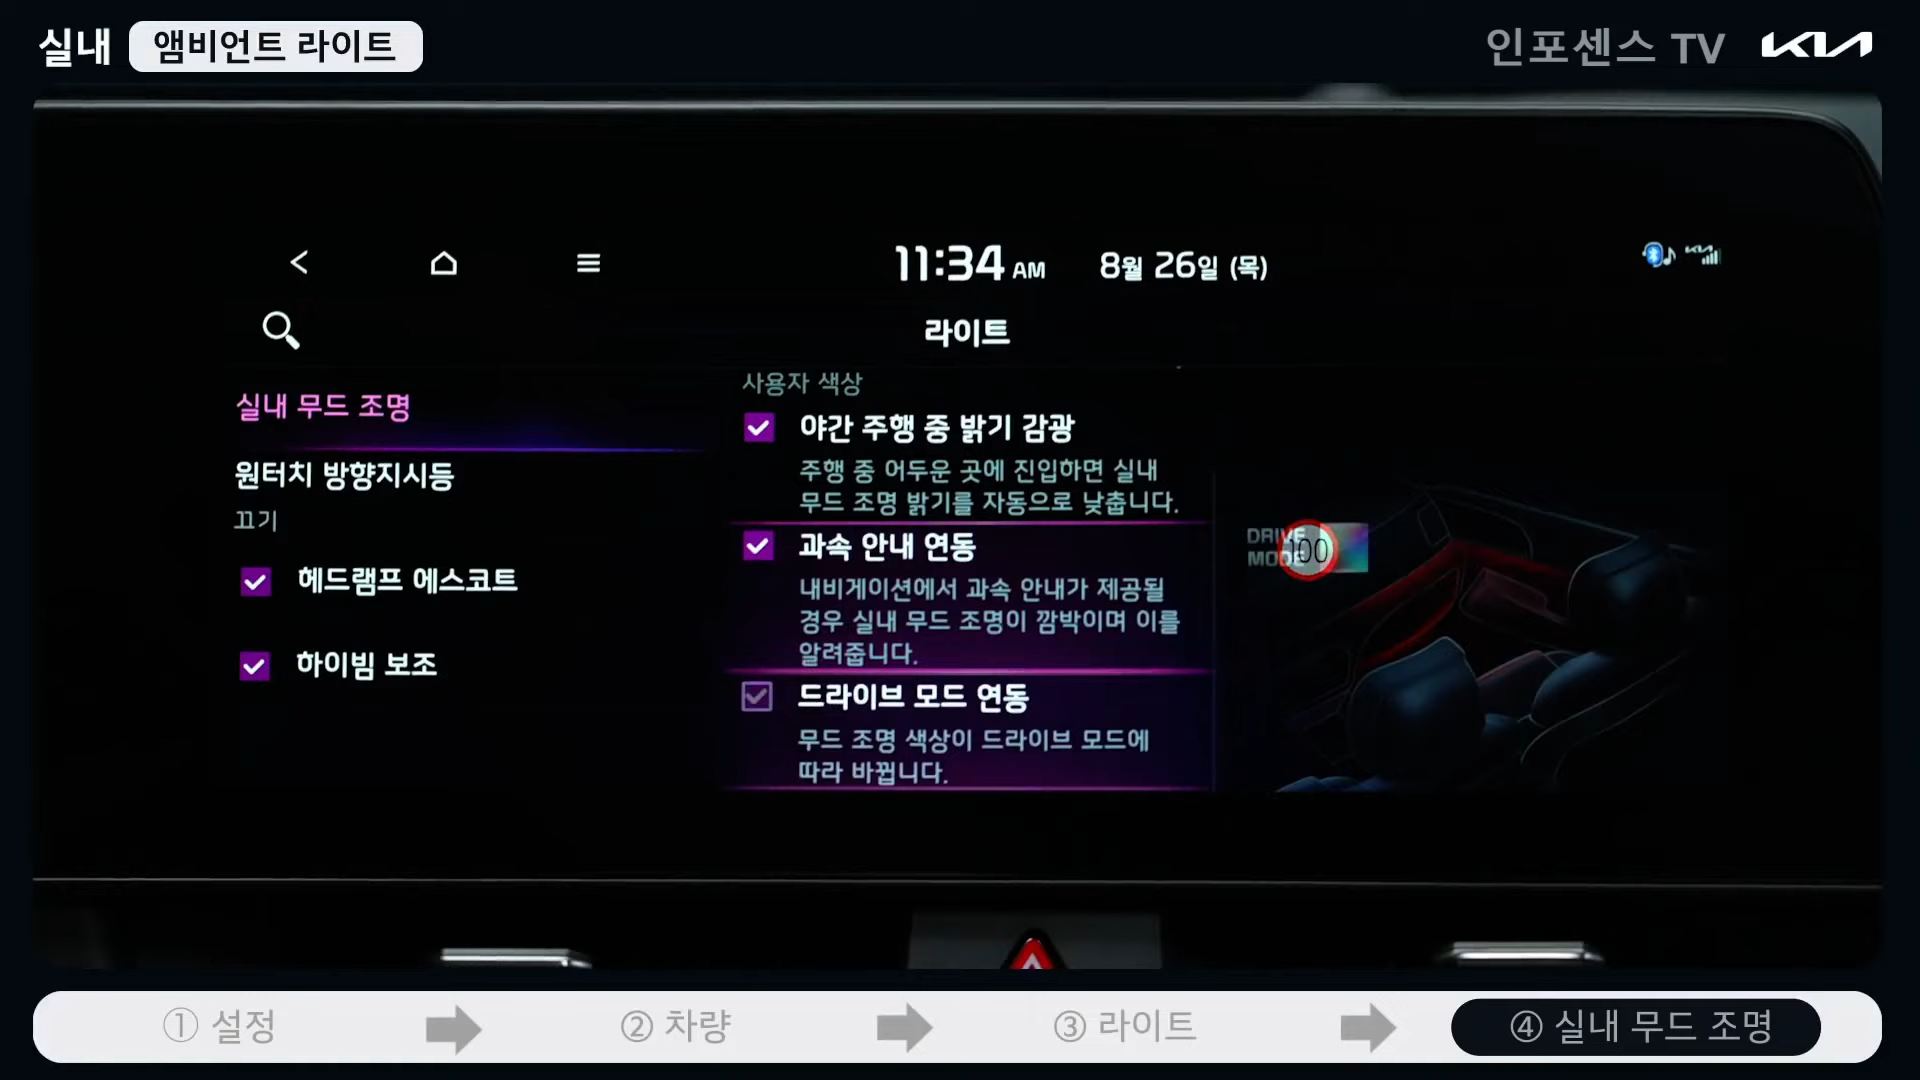 실내 앰비언트 라이트
인포센스 TV KIA
11:34 AM 8월 26일 (목)
라이트
실내 무드 조명
원터치 방향지시등
끄기
헤드램프 에스코트
하이빔 보조
사용자 색상
야간 주행 중 밝기 감광
주행 중 어두운 곳에 진입하면 실내
무드 조명 밝기를 자동으로 낮춥니다.
과속 안내 연동
내비게이션에서 과속 안내가 제공될
경우 실내 무드 조명이 깜박이며 이를
알려줍니다.
드라이브 모드 연동
무드 조명 색상이 드라이브 모드에
따라 바뀝니다.
DRIVE
MODE
100
① 설정
② 차량
③ 라이트
④ 실내 무드 조명